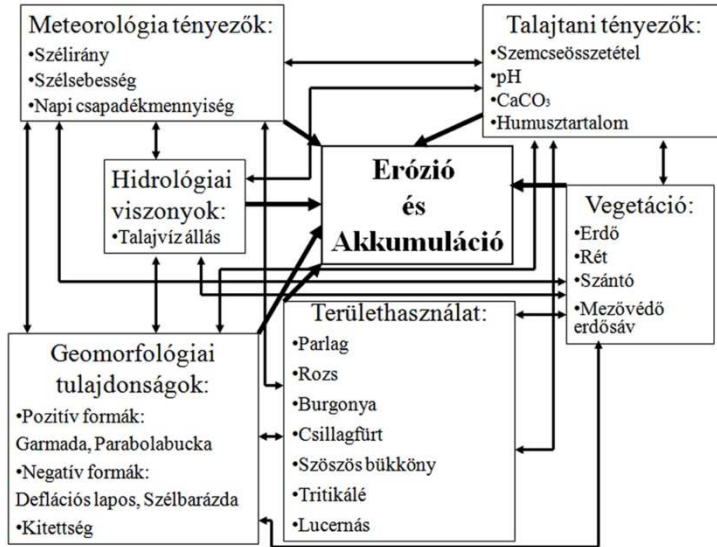 Meteorológia tényezők:
•Szélirány
•Szélsebesség
•Napi csapadékmennyiség
Talajtani tényezők:
•Szemcseösszetétel
•pH
•CaCO₃
•Humusztartalom
Hidrológiai
viszonyok:
•Talajvíz állás
Erózió
és
Akkumuláció
Vegetáció:
•Erdő
•Rét
•Szántó
•Mezővédő
erdősáv
Geomorfológiai
tulajdonságok:
•Pozitív formák:
Garmada, Parabolabucka
•Negatív formák:
Deflációs lapos, Szélbarázda
•Kitettség
Területhasználat:
•Parlag
•Rozs
•Burgonya
•Csillagfürt
•Szöszös bükköny
•Tritikálé
•Lucernás